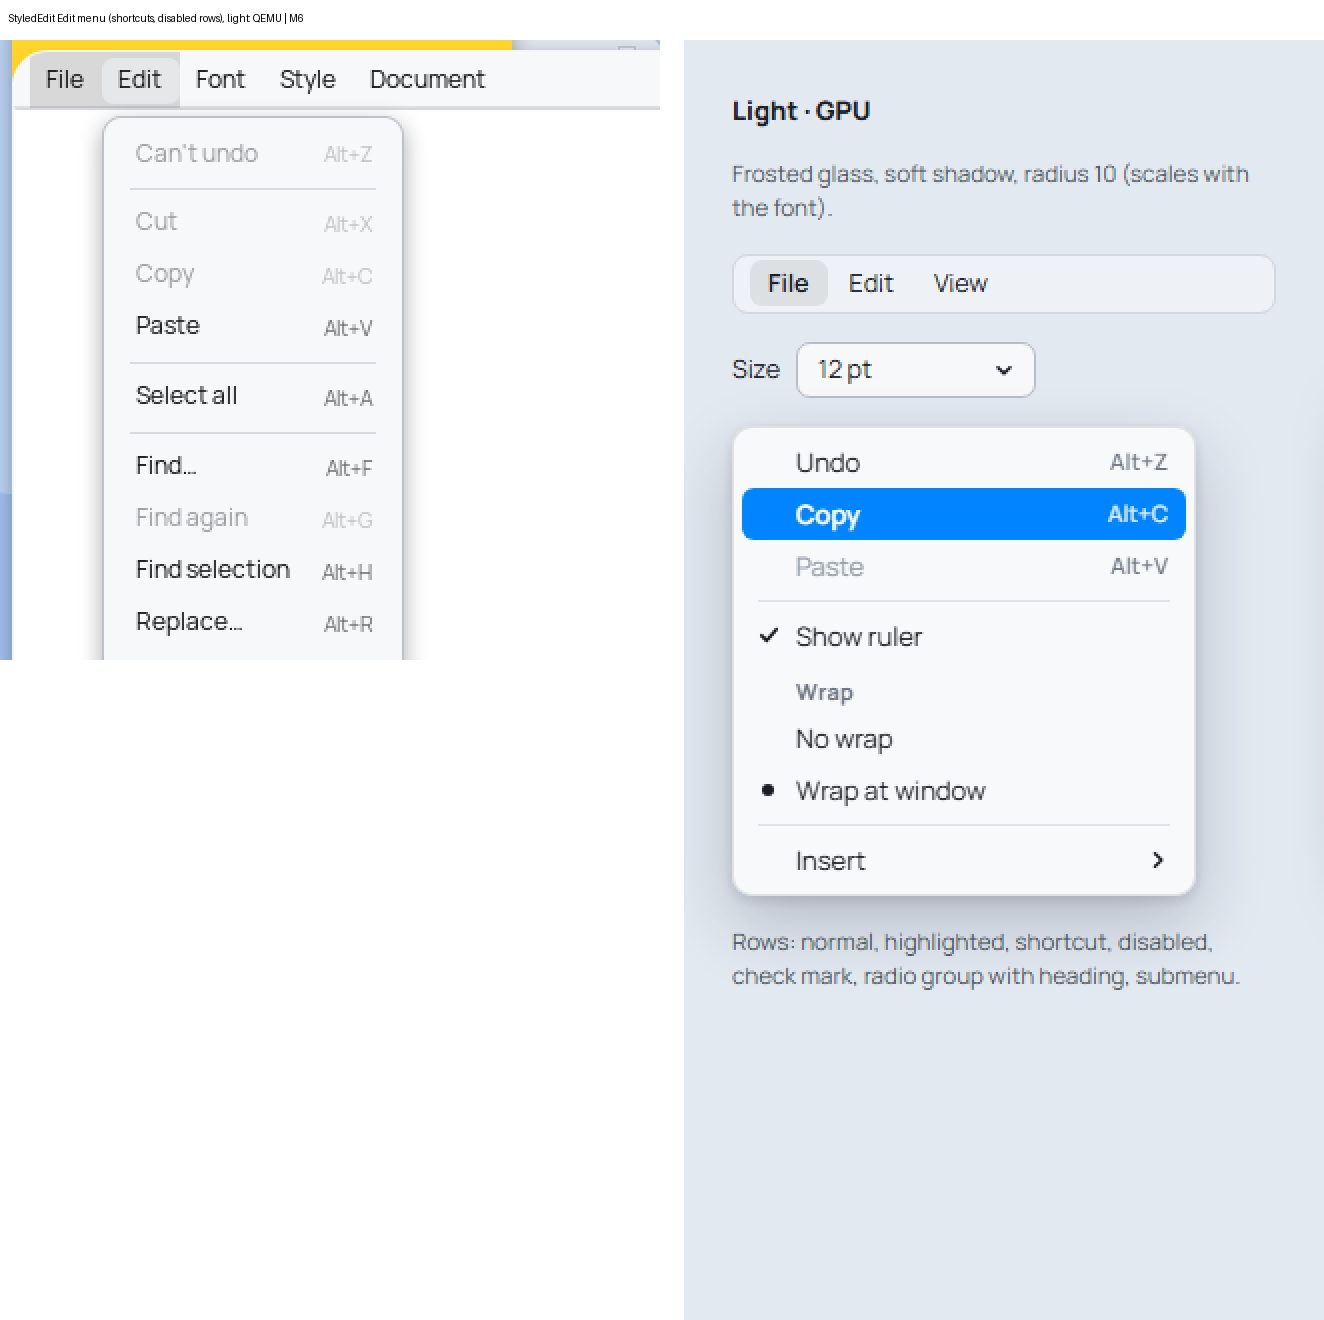 StyledEdit Edit menu (shortcuts, disabled rows), light: QEMU | M6
File Edit Font Style Document
Can't undo Alt+Z
Cut Alt+X
Copy Alt+C
Paste Alt+V
Select all Alt+A
Find... Alt+F
Find again Alt+G
Find selection Alt+H
Replace... Alt+R
Light · GPU
Frosted glass, soft shadow, radius 10 (scales with
the font).
File Edit View
Size 12 pt
Undo Alt+Z
Copy Alt+C
Paste Alt+V
Show ruler
Wrap
No wrap
Wrap at window
Insert
Rows: normal, highlighted, shortcut, disabled,
check mark, radio group with heading, submenu.